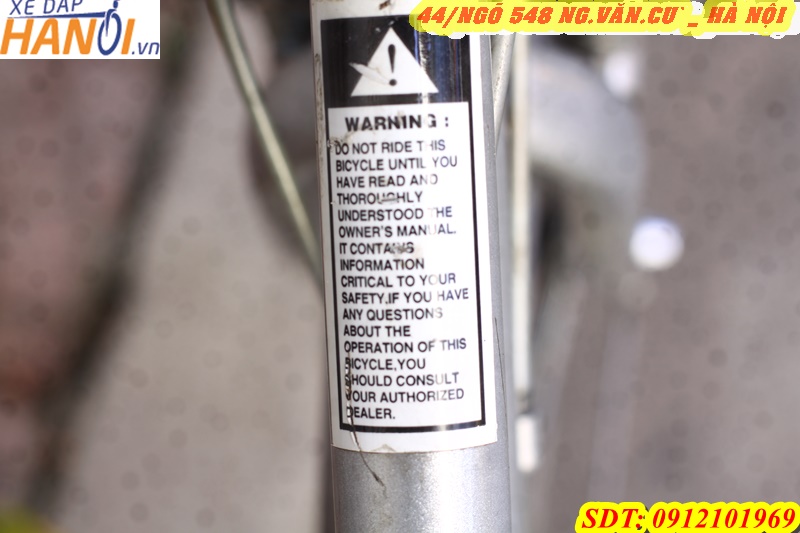 XE ĐẠP
HANOI.vn
44/NGÕ 548 NG.VĂN.CỪ _ HÀ NỘI
WARNING :
DO NOT RIDE THIS
BICYCLE UNTIL YOU
HAVE READ AND
THOROUGHLY
UNDERSTOOD THE
OWNER'S MANUAL.
IT CONTAINS
INFORMATION
CRITICAL TO YOUR
SAFETY.IF YOU HAVE
ANY QUESTIONS
ABOUT THE
OPERATION OF THIS
BICYCLE,YOU
SHOULD CONSULT
YOUR AUTHORIZED
DEALER.
SDT: 0912101969